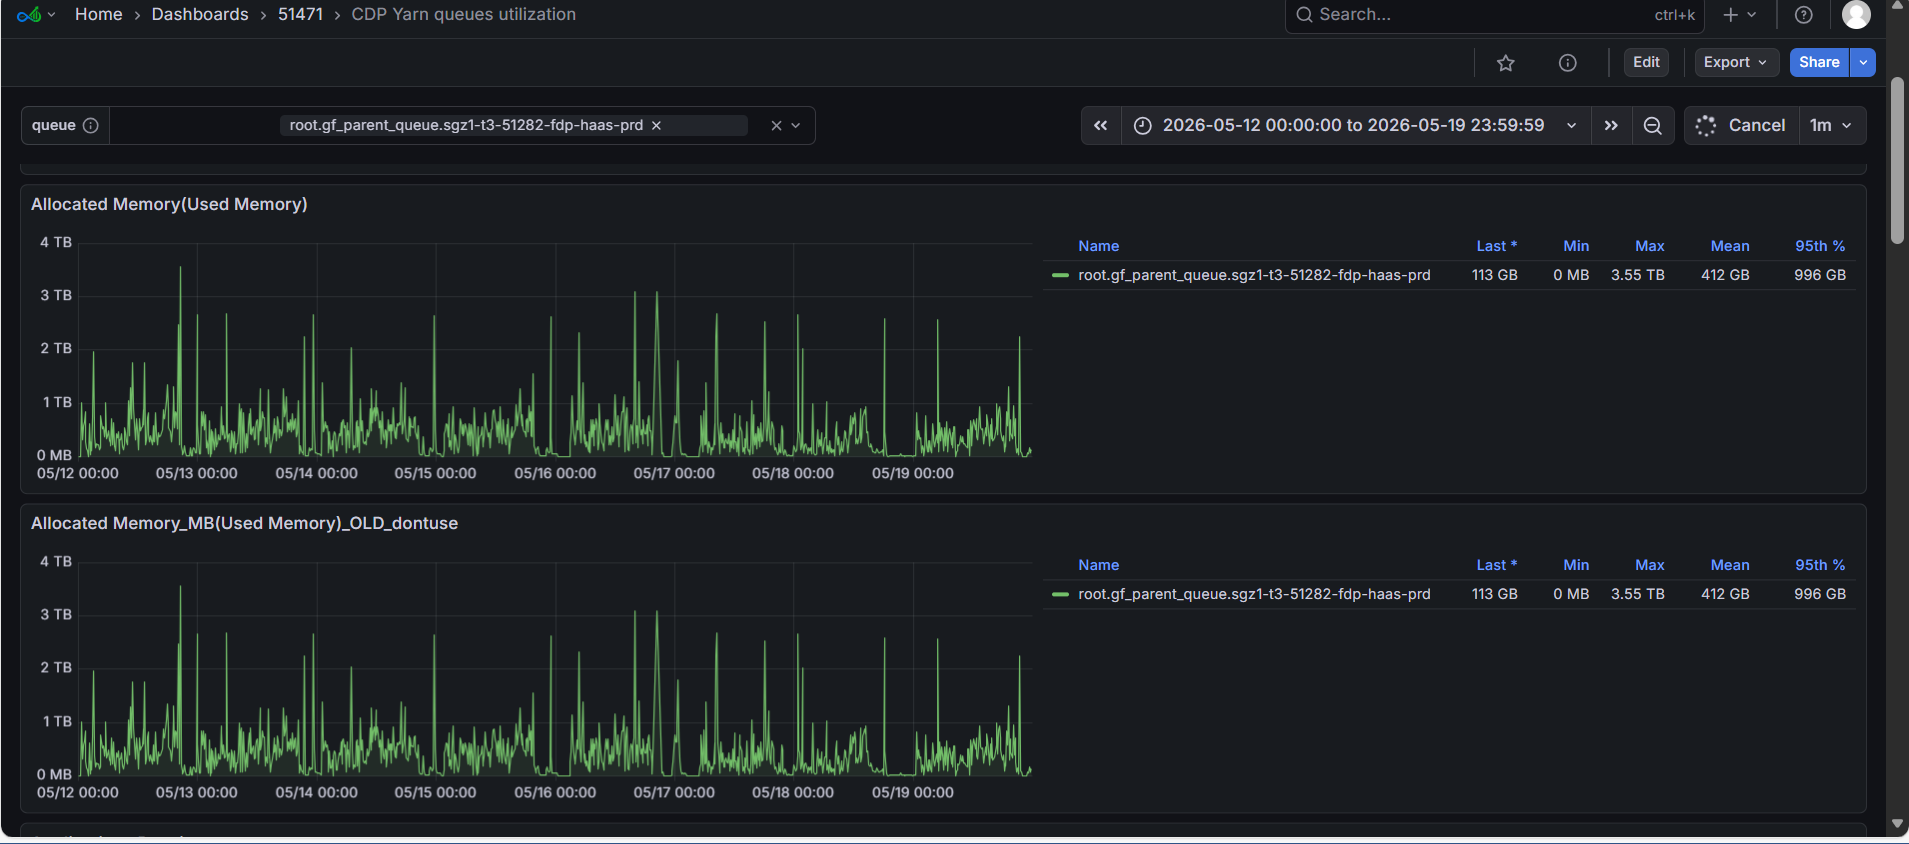 Home › Dashboards › 51471 › CDP Yarn queues utilization
Search... ctrl+k
Edit Export Share
queue root.gf_parent_queue.sgz1-t3-51282-fdp-haas-prd
2026-05-12 00:00:00 to 2026-05-19 23:59:59 Cancel 1m
Allocated Memory(Used Memory)
4 TB
3 TB
2 TB
1 TB
0 MB
05/12 00:00 05/13 00:00 05/14 00:00 05/15 00:00 05/16 00:00 05/17 00:00 05/18 00:00 05/19 00:00
Name Last * Min Max Mean 95th %
root.gf_parent_queue.sgz1-t3-51282-fdp-haas-prd 113 GB 0 MB 3.55 TB 412 GB 996 GB
Allocated Memory_MB(Used Memory)_OLD_dontuse
4 TB
3 TB
2 TB
1 TB
0 MB
05/12 00:00 05/13 00:00 05/14 00:00 05/15 00:00 05/16 00:00 05/17 00:00 05/18 00:00 05/19 00:00
Name Last * Min Max Mean 95th %
root.gf_parent_queue.sgz1-t3-51282-fdp-haas-prd 113 GB 0 MB 3.55 TB 412 GB 996 GB